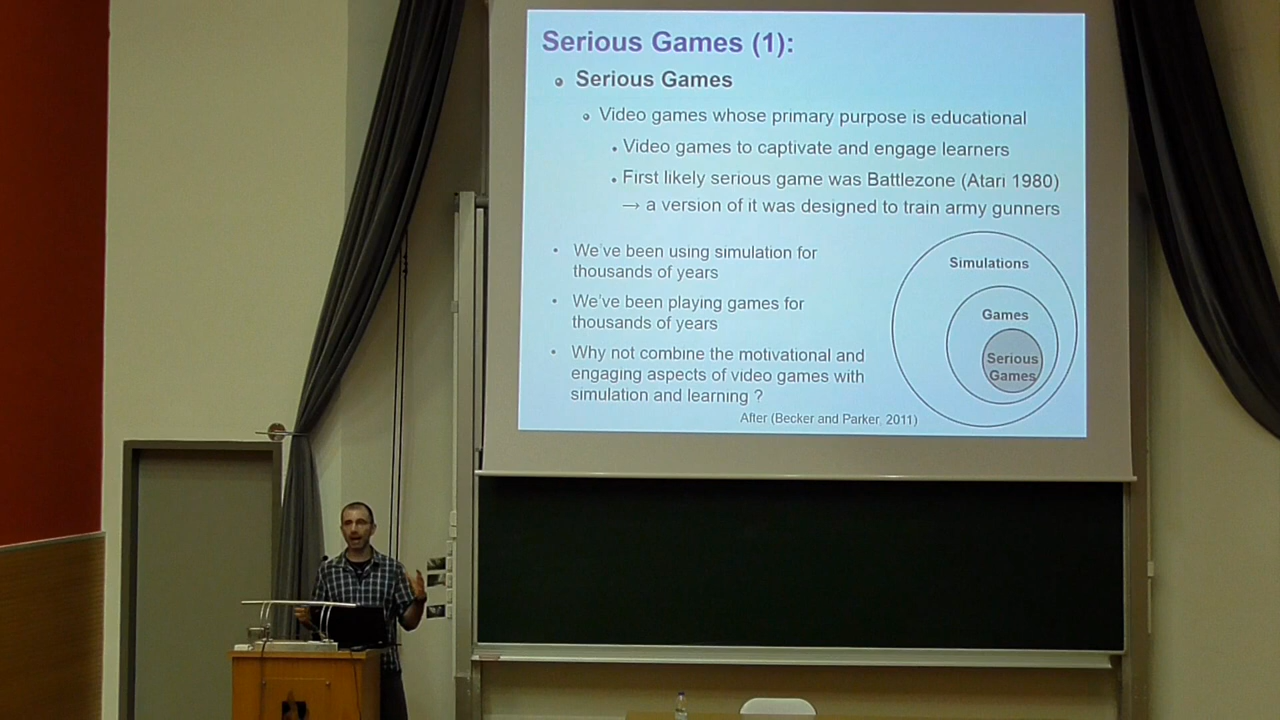 Serious Games (1):
Serious Games
Video games whose primary purpose is educational
Video games to captivate and engage learners
First likely serious game was Battlezone (Atari 1980)
→ a version of it was designed to train army gunners
We've been using simulation for
thousands of years
We've been playing games for
thousands of years
Why not combine the motivational and
engaging aspects of video games with
simulation and learning ?
Simulations
Games
Serious
Games
After (Becker and Parker, 2011)